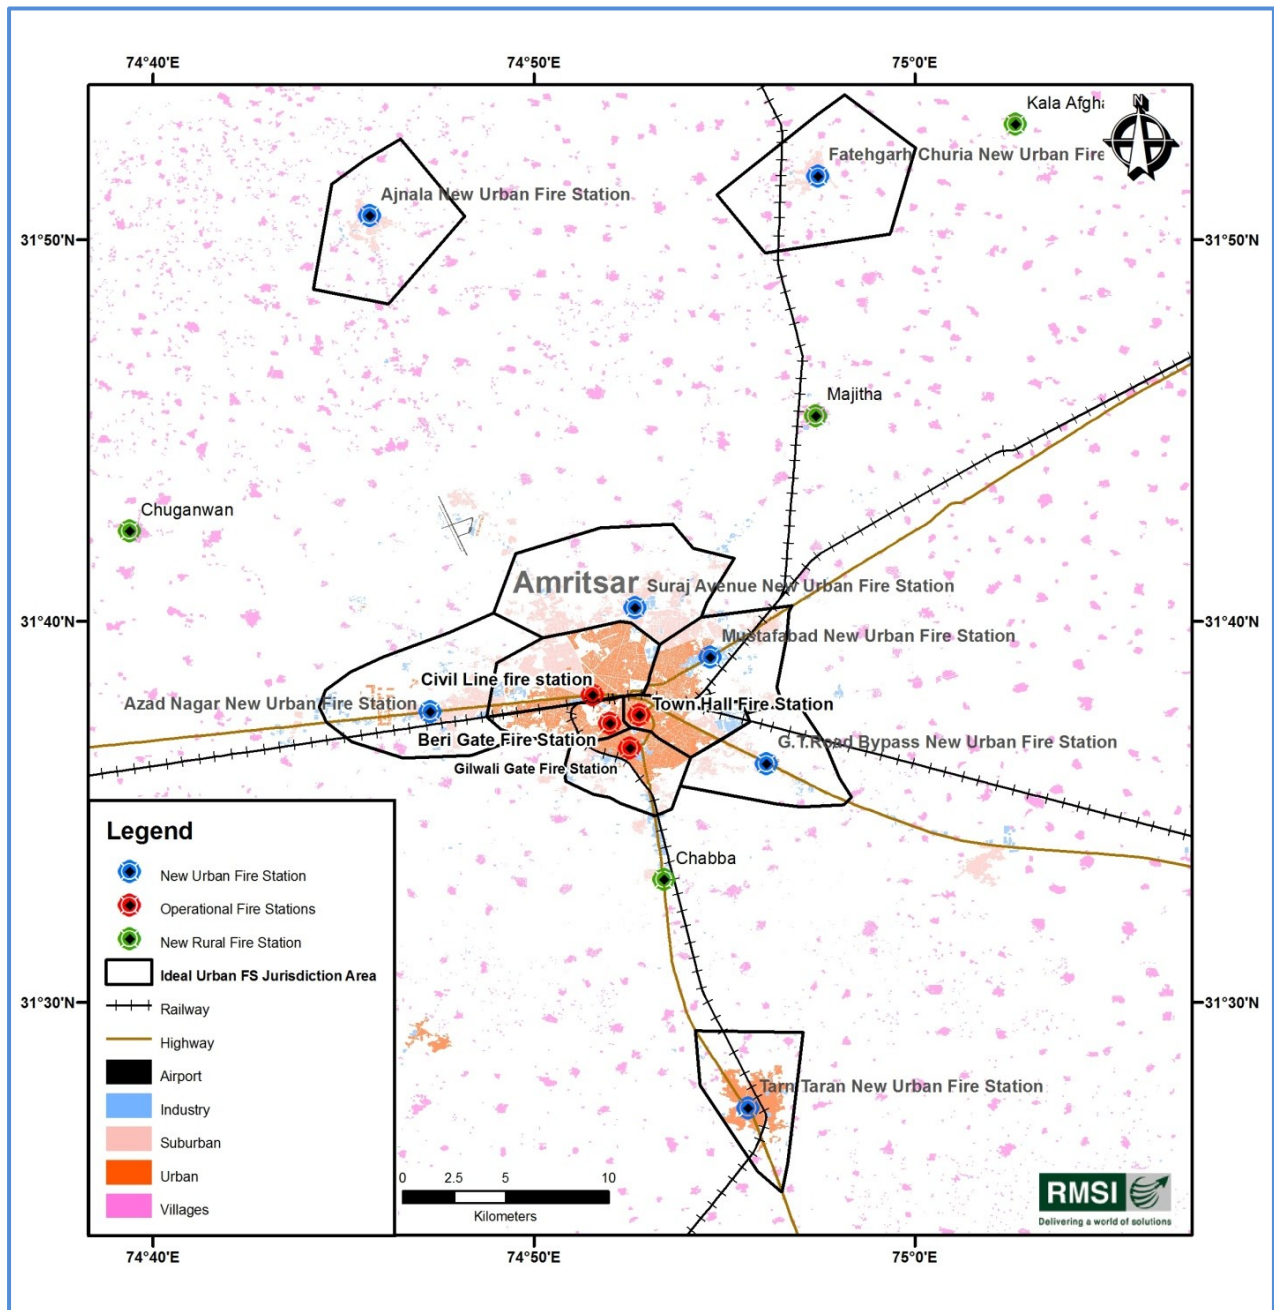 74°40'E 74°50'E 75°0'E
Kala Afgha
N
Fatehgarh Churia New Urban Fire
Ajnala New Urban Fire Station
31°50'N 31°50'N
Majitha
Chuganwan
Amritsar
Suraj Avenue New Urban Fire Station
31°40'N 31°40'N
Mustafabad New Urban Fire Station
Civil Line fire station
Azad Nagar New Urban Fire Station
Town Hall Fire Station
Beri Gate Fire Station
G.T.Road Bypass New Urban Fire Station
Gilwali Gate Fire Station
Chabba
Legend
New Urban Fire Station
Operational Fire Stations
New Rural Fire Station
Ideal Urban FS Jurisdiction Area
Railway
Highway
Airport
Industry
Suburban
Urban
Villages
31°30'N 31°30'N
Tarn Taran New Urban Fire Station
0 2.5 5 10
Kilometers
RMSI
Delivering a world of solutions
74°40'E 74°50'E 75°0'E